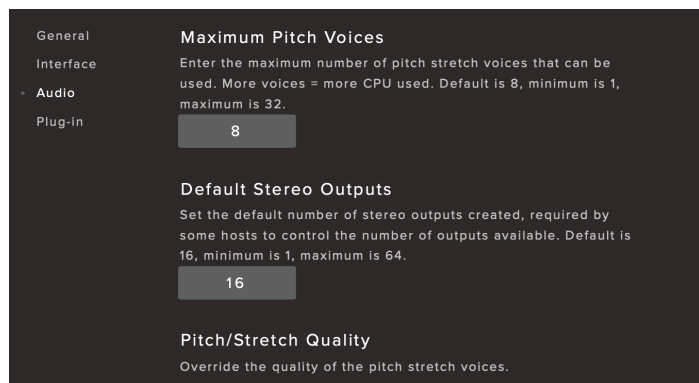 General
Interface
Audio
Plug-in
Maximum Pitch Voices
Enter the maximum number of pitch stretch voices that can be
used. More voices = more CPU used. Default is 8, minimum is 1,
maximum is 32.
8
Default Stereo Outputs
Set the default number of stereo outputs created, required by
some hosts to control the number of outputs available. Default is
16, minimum is 1, maximum is 64.
16
Pitch/Stretch Quality
Override the quality of the pitch stretch voices.